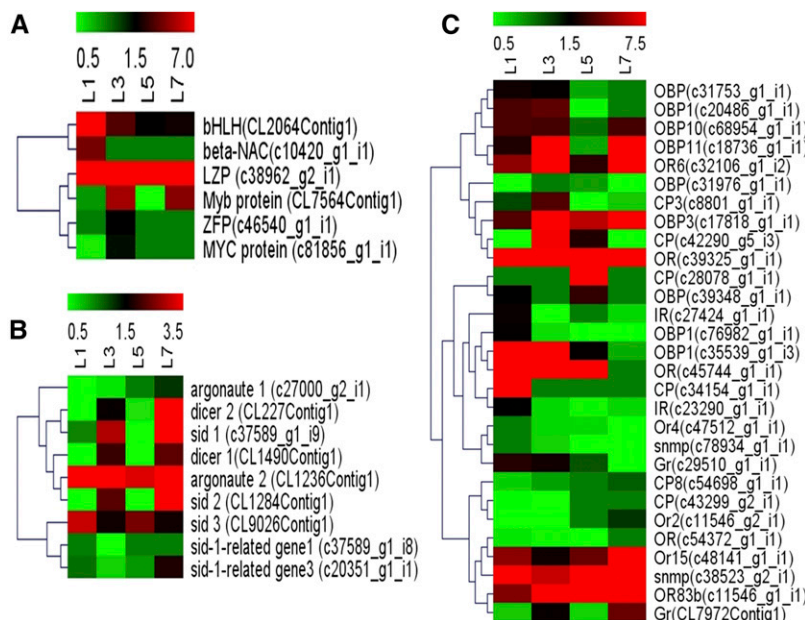 A
0.5 1.5 7.0
L1 L3 L5 L7
bHLH(CL2064Contig1)
beta-NAC(c10420_g1_i1)
LZP (c38962_g2_i1)
Myb protein (CL7564Contig1)
ZFP(c46540_g1_i1)
MYC protein(c81856_g1_i1)
B
0.5 1.5 3.5
L1 L3 L5 L7
argonaute 1 (c27000_g2_i1)
dicer 2 (CL227Contig1)
sid 1 (c37589_g1_i9)
dicer 1(CL1490Contig1)
argonaute 2 (CL1236Contig1)
sid 2 (CL1284Contig1)
sid 3 (CL9026Contig1)
sid-1-related gene1 (c37589_g1_i8)
sid-1-related gene3 (c20351_g1_i1)
C
0.5 1.5 7.5
L1 L3 L5 L7
OBP(c31753_g1_i1)
OBP1(c20486_g1_i1)
OBP10(c68954_g1_i1)
OBP11(c18736_g1_i1)
OR6(c32106_g1_i2)
OBP(c31976_g1_i1)
CP3(c8801_g1_i1)
OBP3(c17818_g1_i1)
CP(c42290_g5_i3)
OR(c39325_g1_i1)
CP(c28078_g1_i1)
OBP(c39348_g1_i1)
IR(c27424_g1_i1)
OBP1(c76982_g1_i1)
OBP1(c35539_g1_i3)
OR(c45744_g1_i1)
CP(c34154_g1_i1)
IR(c23290_g1_i1)
Or4(c47512_g1_i1)
snmp(c78934_g1_i1)
Gr(c29510_g1_i1)
CP8(c54698_g1_i1)
CP(c43299_g2_i1)
Or2(c11546_g2_i1)
OR(c54372_g1_i1)
Or15(c48141_g1_i1)
snmp(c38523_g2_i1)
OR83b(c11546_g1_i1)
Gr(CL7972Contig1)